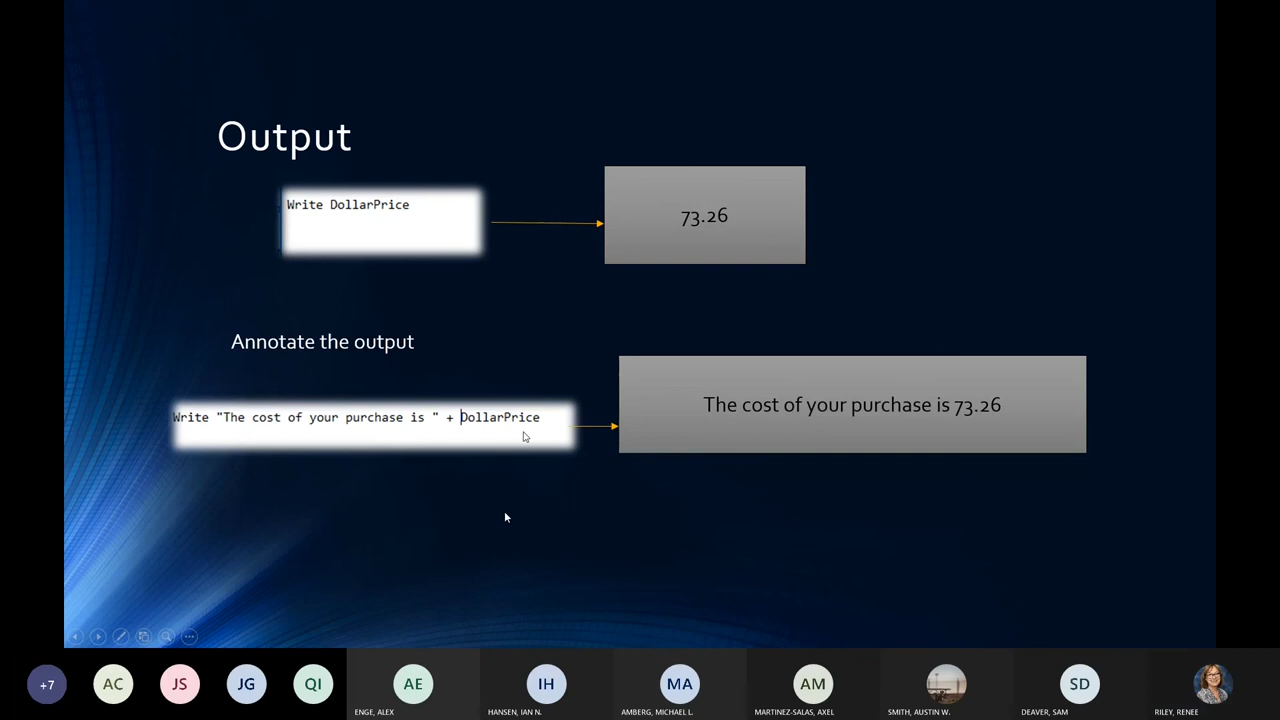 Output
Write DollarPrice
73.26
Annotate the output
Write "The cost of your purchase is " + DollarPrice
The cost of your purchase is 73.26
+7
AC
JS
JG
QI
AE
IH
MA
AM
SD
ENGE, ALEX
HANSEN, IAN N.
AMBERG, MICHAEL L.
MARTINEZ-SALAS, AXEL
SMITH, AUSTIN W.
DEAVER, SAM
RILEY, RENEE